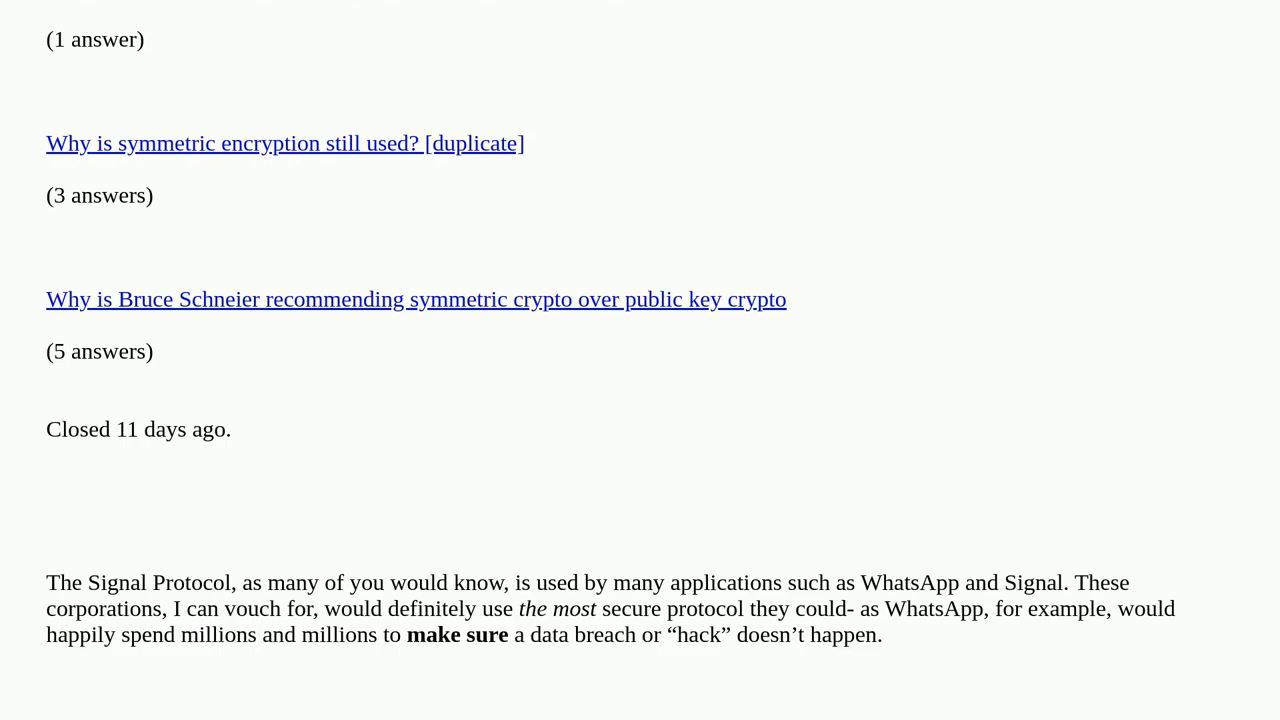 (1 answer)
Why is symmetric encryption still used? [duplicate]
(3 answers)
Why is Bruce Schneier recommending symmetric crypto over public key crypto
(5 answers)
Closed 11 days ago.
The Signal Protocol, as many of you would know, is used by many applications such as WhatsApp and Signal. These
corporations, I can vouch for, would definitely use the most secure protocol they could- as WhatsApp, for example, would
happily spend millions and millions to make sure a data breach or “hack” doesn’t happen.